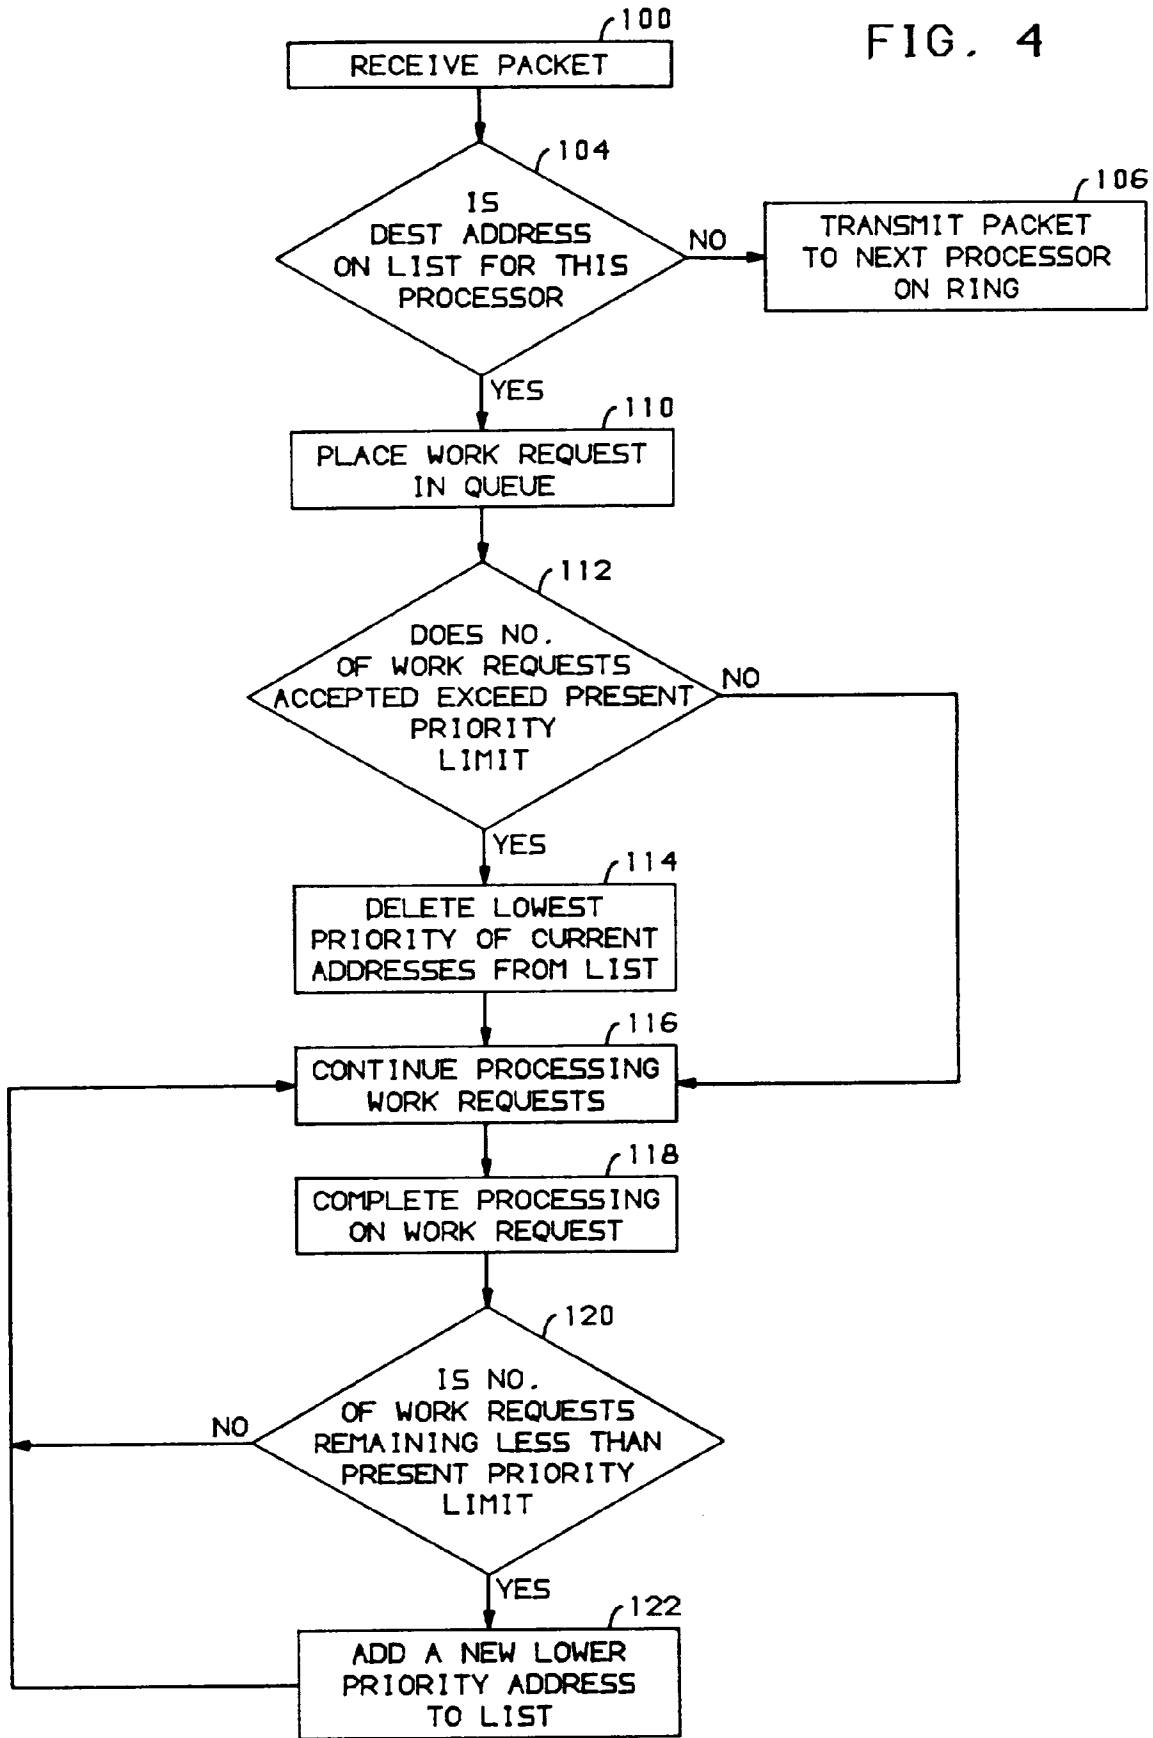 FIG. 4
100
RECEIVE PACKET
104
IS
DEST ADDRESS
ON LIST FOR THIS
PROCESSOR
NO
106
TRANSMIT PACKET
TO NEXT PROCESSOR
ON RING
YES
110
PLACE WORK REQUEST
IN QUEUE
112
DOES NO.
OF WORK REQUESTS
ACCEPTED EXCEED PRESENT
PRIORITY
LIMIT
NO
YES
114
DELETE LOWEST
PRIORITY OF CURRENT
ADDRESSES FROM LIST
116
CONTINUE PROCESSING
WORK REQUESTS
118
COMPLETE PROCESSING
ON WORK REQUEST
120
IS NO.
OF WORK REQUESTS
REMAINING LESS THAN
PRESENT PRIORITY
LIMIT
NO
YES
122
ADD A NEW LOWER
PRIORITY ADDRESS
TO LIST